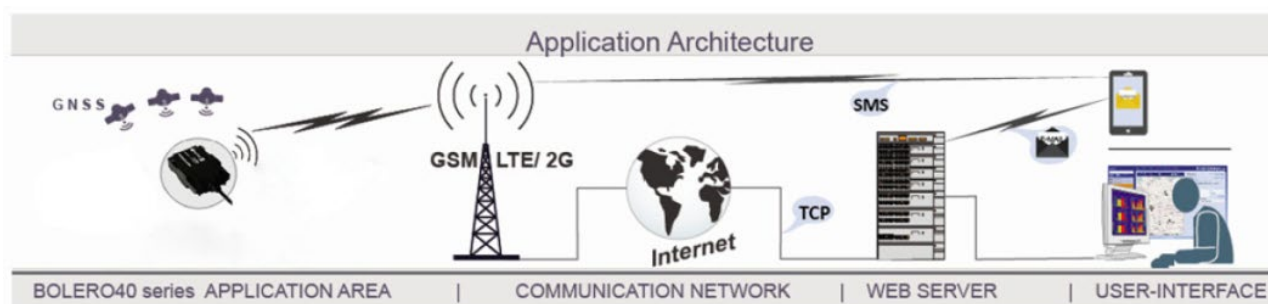 Application Architecture
GNSS
SMS
E-MAIL
GSM LTE/ 2G
TCP
Internet
BOLERO40 series APPLICATION AREA | COMMUNICATION NETWORK | WEB SERVER | USER-INTERFACE